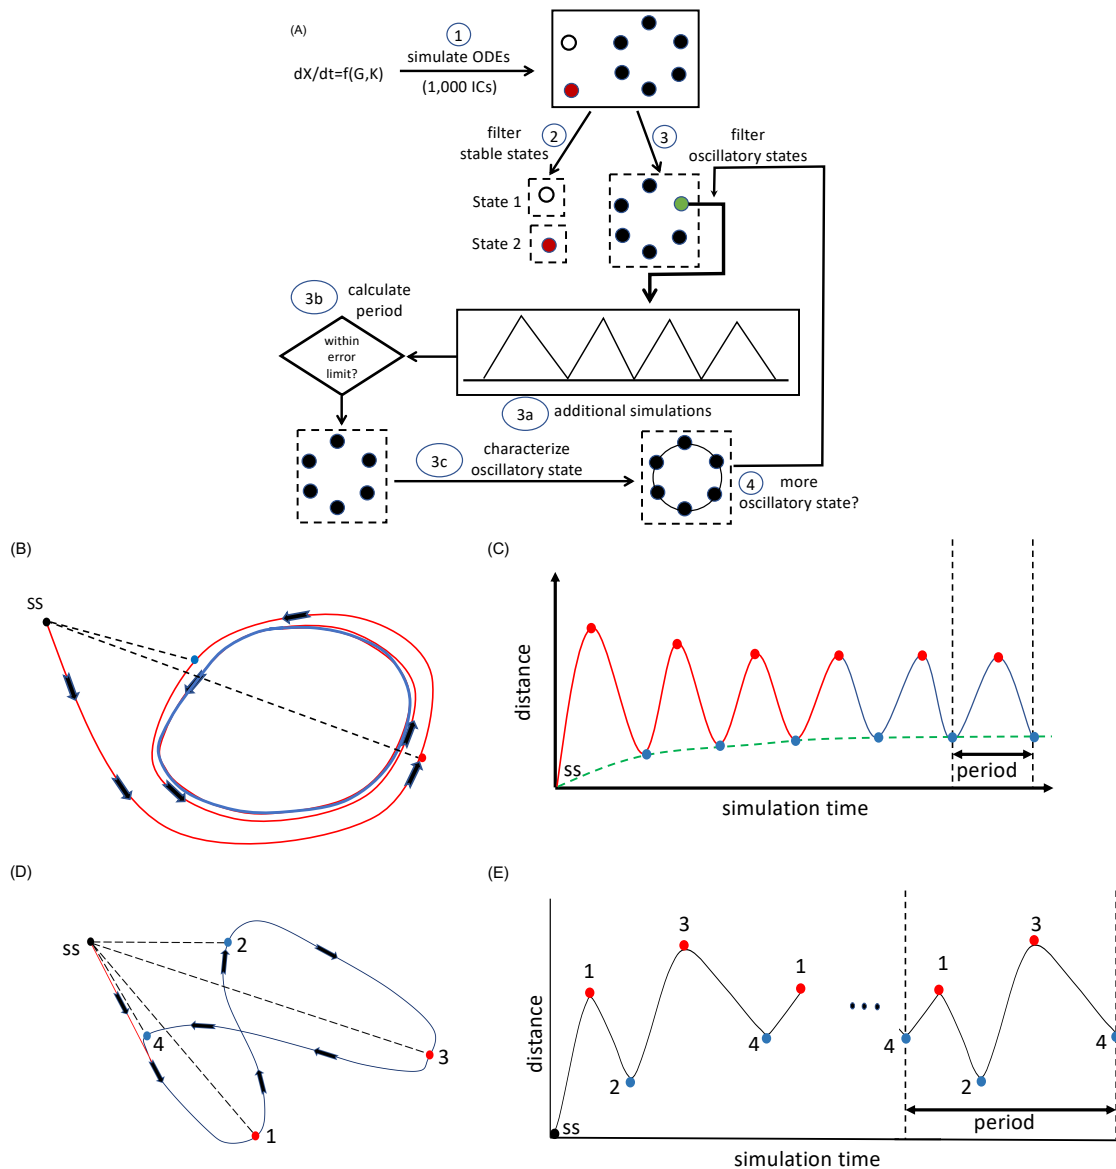 (A)
1
simulate ODEs
dX/dt=f(G,K)
(1,000 ICs)
filter
stable states
2
3
filter
oscillatory states
State 1
State 2
3b
calculate
period
within
error
limit?
3a
additional simulations
3c
characterize
oscillatory state
4
more
oscillatory state?
(B)
ss
(C)
distance
ss
period
simulation time
(D)
ss
2
4
3
1
(E)
distance
3
1
1
4
2
ss
3
1
4
4
2
period
simulation time